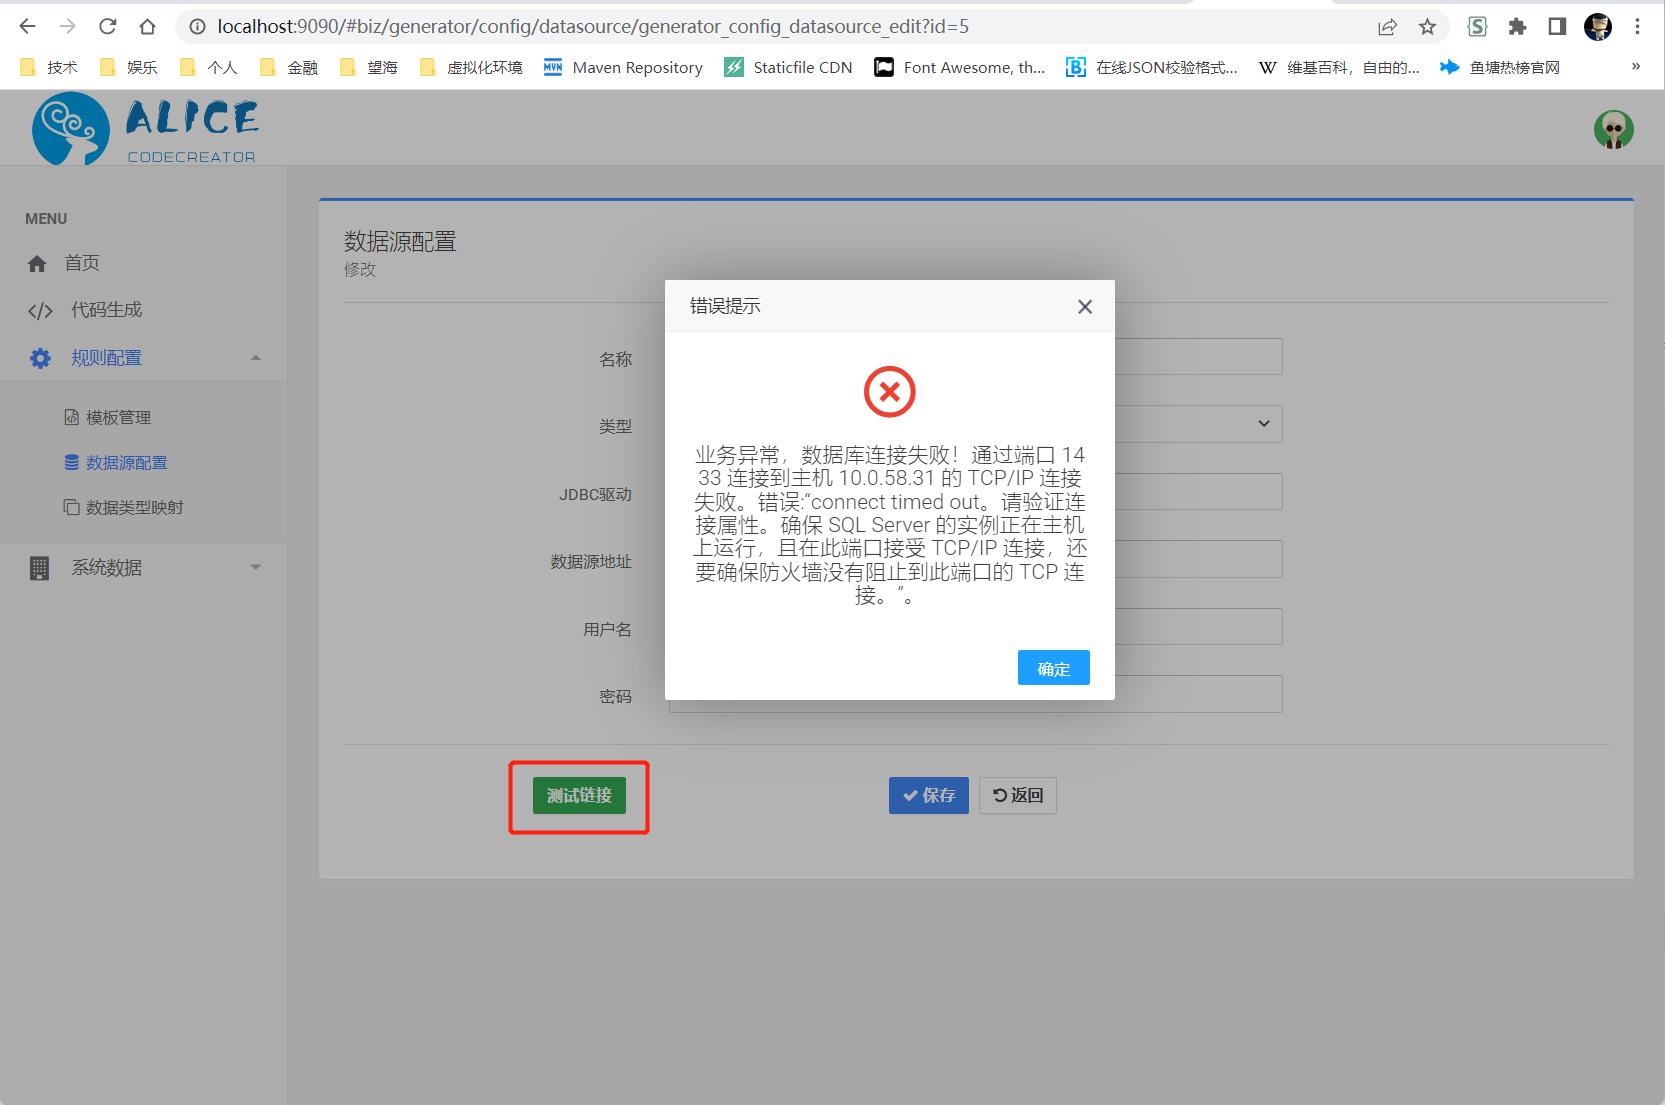 localhost:9090/#biz/generator/config/datasource/generator_config_datasource_edit?id=5
技术 娱乐 个人 金融 望海 虚拟化环境 MVN Maven Repository Staticfile CDN Font Awesome, th... 在线JSON校验格式... W 维基百科，自由的... 鱼塘热榜官网 »
ALICE
CODECREATOR
MENU
首页
代码生成
规则配置
模板管理
数据源配置
数据类型映射
系统数据
数据源配置
修改
名称
类型
JDBC驱动
数据源地址
用户名
密码
错误提示
业务异常，数据库连接失败！通过端口 14
33 连接到主机 10.0.58.31 的 TCP/IP 连接
失败。错误:“connect timed out。请验证连
接属性。确保 SQL Server 的实例正在主机
上运行，且在此端口接受 TCP/IP 连接，还
要确保防火墙没有阻止到此端口的 TCP 连
接。”。
确定
测试链接
保存
返回